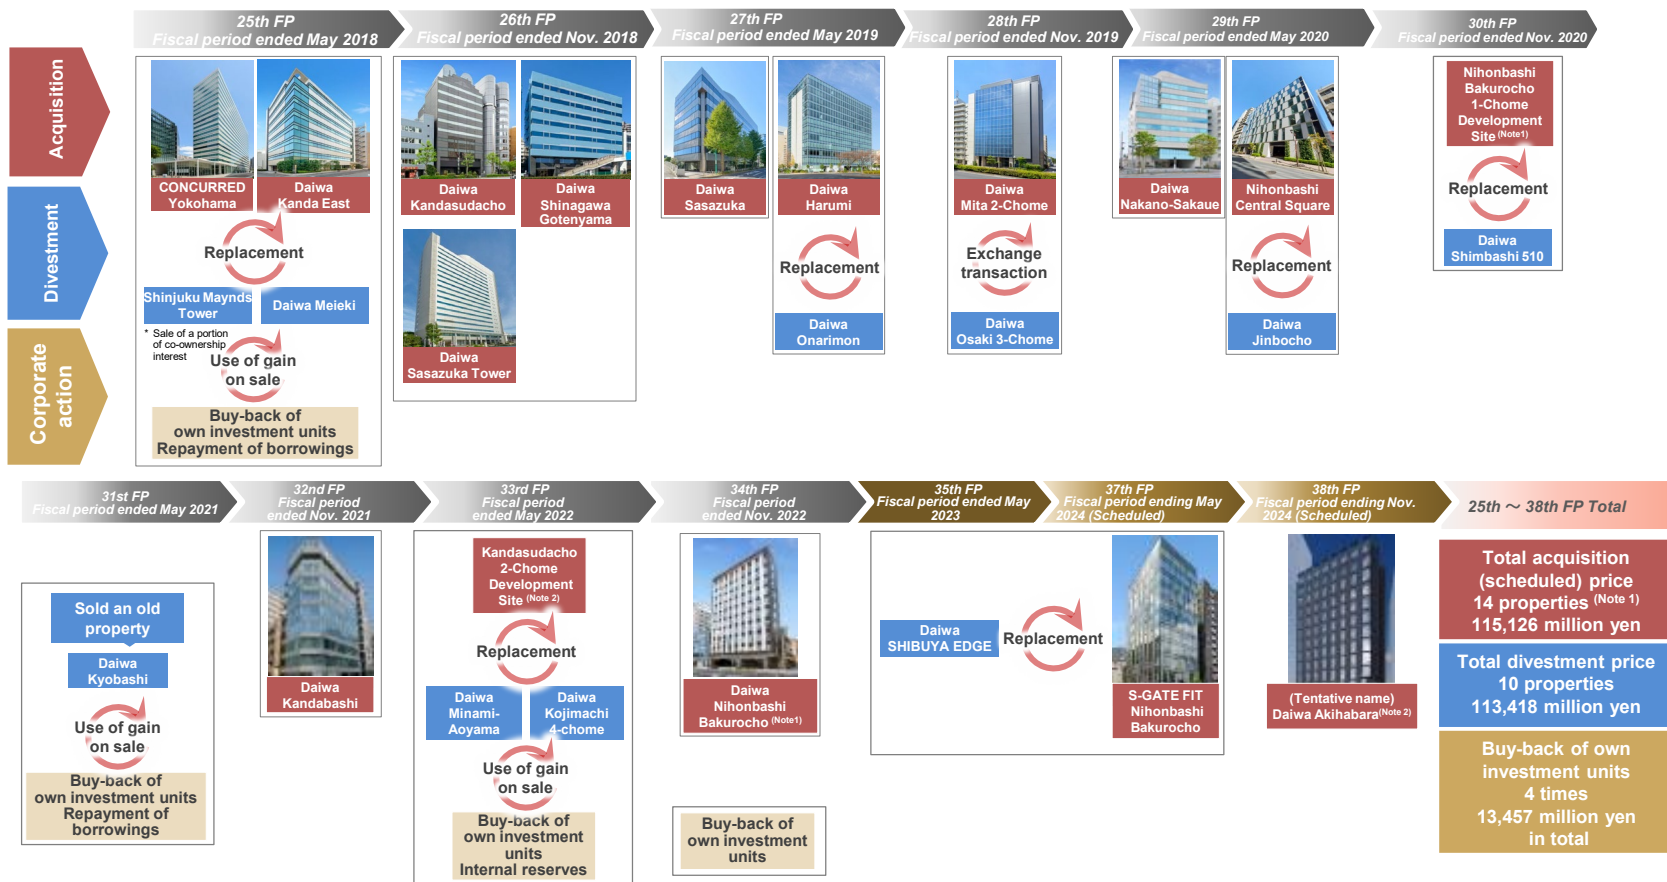 25th FP
Fiscal period ended May 2018
26th FP
Fiscal period ended Nov. 2018
27th FP
Fiscal period ended May 2019
28th FP
Fiscal period ended Nov. 2019
29th FP
Fiscal period ended May 2020
30th FP
Fiscal period ended Nov. 2020
Acquisition
Divestment
Corporate
action
CONCURRED
Yokohama
Daiwa
Kanda East
Replacement
Shinjuku Maynds
Tower
Daiwa Meieki
* Sale of a portion
of co-ownership
interest
Use of gain
on sale
Buy-back of
own investment units
Repayment of borrowings
Daiwa
Kandasudacho
Daiwa
Shinagawa
Gotenyama
Daiwa
Sasazuka Tower
Daiwa
Sasazuka
Daiwa
Harumi
Replacement
Daiwa
Onarimon
Daiwa
Mita 2-Chome
Exchange
transaction
Daiwa
Osaki 3-Chome
Daiwa
Nakano-Sakaue
Nihonbashi
Central Square
Replacement
Daiwa
Jinbocho
Nihonbashi
Bakurocho
1-Chome
Development
Site (Note1)
Replacement
Daiwa
Shimbashi 510
31st FP
Fiscal period ended May 2021
32nd FP
Fiscal period
ended Nov. 2021
33rd FP
Fiscal period
ended May 2022
34th FP
Fiscal period
ended Nov. 2022
35th FP
Fiscal period ended May
2023
37th FP
Fiscal period ending May
2024 (Scheduled)
38th FP
Fiscal period ending Nov.
2024 (Scheduled)
25th ～ 38th FP Total
Sold an old
property
Daiwa
Kyobashi
Use of gain
on sale
Buy-back of
own investment units
Repayment of
borrowings
Daiwa
Kandabashi
Kandasudacho
2-Chome
Development
Site (Note 2)
Replacement
Daiwa
Minami-
Aoyama
Daiwa
Kojimachi
4-chome
Use of gain
on sale
Buy-back of
own investment
units
Internal reserves
Daiwa
Nihonbashi
Bakurocho (Note1)
Buy-back of
own investment
units
Daiwa
SHIBUYA EDGE
Replacement
S-GATE FIT
Nihonbashi
Bakurocho
(Tentative name)
Daiwa Akihabara(Note 2)
Total acquisition
(scheduled) price
14 properties (Note 1)
115,126 million yen
Total divestment price
10 properties
113,418 million yen
Buy-back of own
investment units
4 times
13,457 million yen
in total